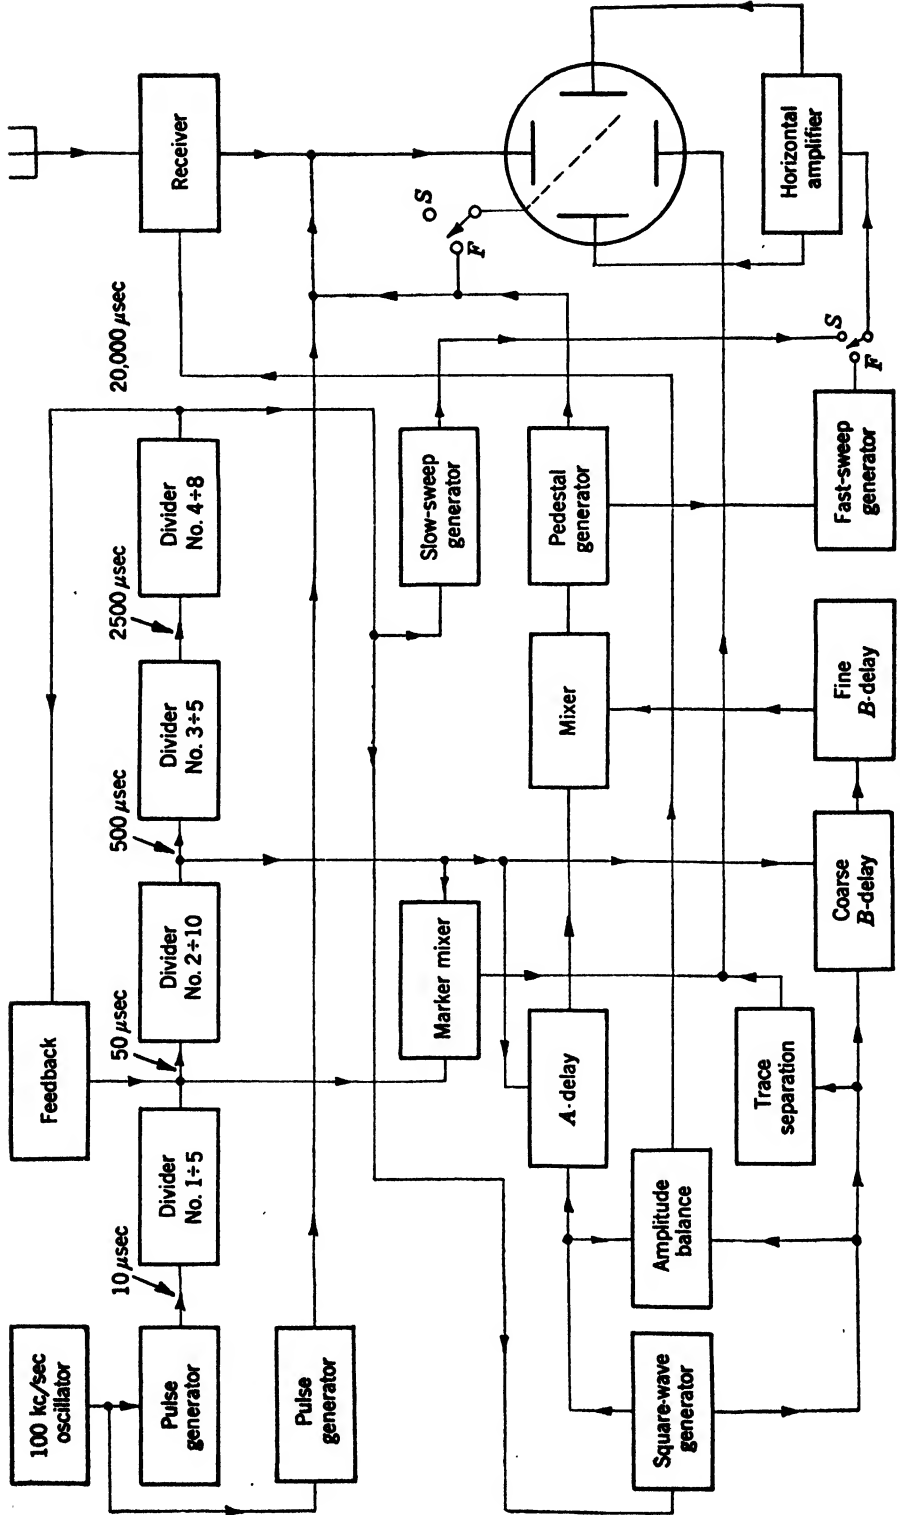 100 kc/sec
oscillator
Feedback
Pulse
generator
10 μsec
Divider
No. 1÷5
50 μsec
Divider
No. 2÷10
500 μsec
Divider
No. 3÷5
2500 μsec
Divider
No. 4÷8
20,000 μsec
Receiver
Pulse
generator
Marker mixer
Slow-sweep
generator
S
F
A-delay
Mixer
Pedestal
generator
Square-wave
generator
Amplitude
balance
Trace
separation
Coarse
B-delay
Fine
B-delay
Fast-sweep
generator
S
F
Horizontal
amplifier